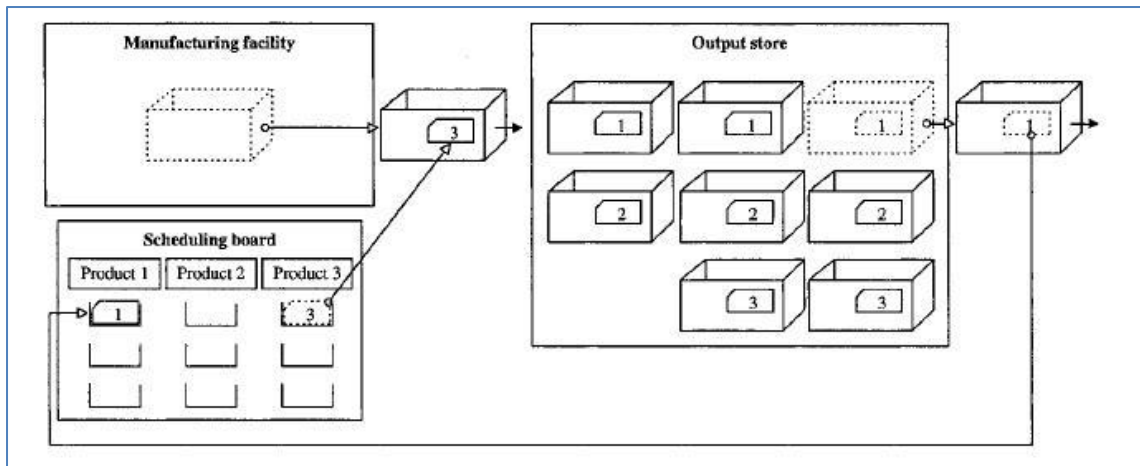 Manufacturing facility
Output store
3
1
1
1
1
2
2
2
Scheduling board
Product 1
Product 2
Product 3
1
3
3
3